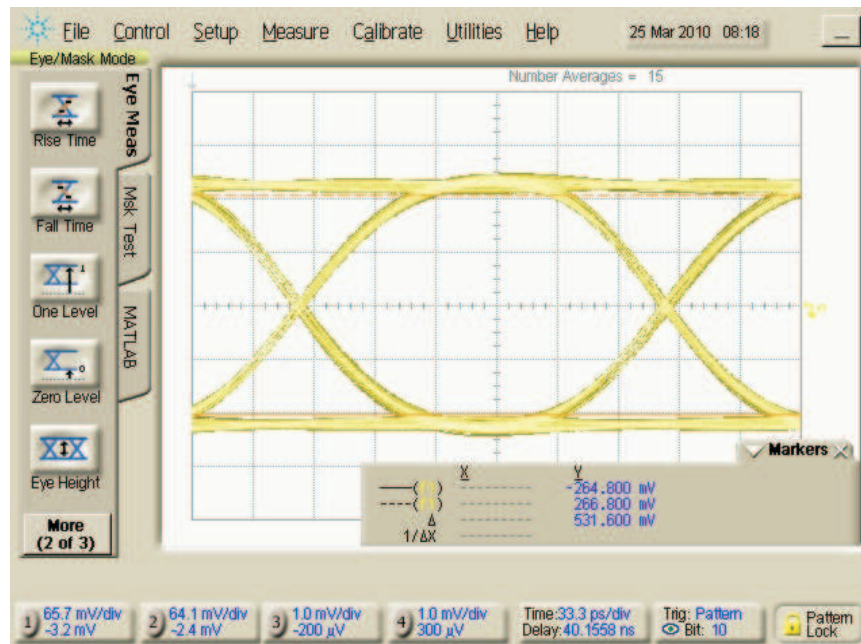 File Control Setup Measure Calibrate Utilities Help 25 Mar 2010 08:18
Eye/Mask Mode
Number Averages = 15
Eye Meas
Msk Test
MATLAB
Rise Time
Fall Time
One Level
Zero Level
Eye Height
More
(2 of 3)
Markers
X Y
-264.800 mV
266.800 mV
Δ 531.600 mV
1/ΔX
1 65.7 mV/div
-3.2 mV
2 64.1 mV/div
-2.4 mV
3 1.0 mV/div
-200 µV
4 1.0 mV/div
300 µV
Time:33.3 ps/div
Delay:40.1558 ns
Trig: Pattern
Bit: 10
Pattern
Lock